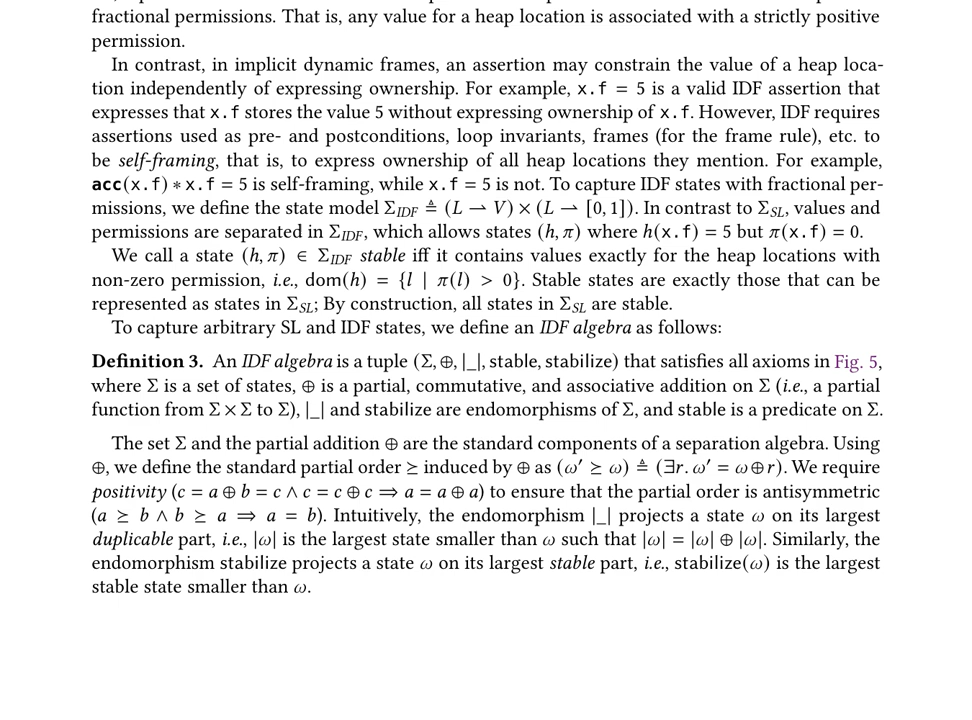 fractional permissions. That is, any value for a heap location is associated with a strictly positive
permission.
In contrast, in implicit dynamic frames, an assertion may constrain the value of a heap loca-
tion independently of expressing ownership. For example, x.f = 5 is a valid IDF assertion that
expresses that x.f stores the value 5 without expressing ownership of x.f. However, IDF requires
assertions used as pre- and postconditions, loop invariants, frames (for the frame rule), etc. to
be self-framing, that is, to express ownership of all heap locations they mention. For example,
acc(x.f) ∗ x.f = 5 is self-framing, while x.f = 5 is not. To capture IDF states with fractional per-
missions, we define the state model Σ_IDF ≜ (L ⇀ V) × (L ⇀ [0, 1]). In contrast to Σ_SL, values and
permissions are separated in Σ_IDF, which allows states (h, π) where h(x.f) = 5 but π(x.f) = 0.
We call a state (h, π) ∈ Σ_IDF stable iff it contains values exactly for the heap locations with
non-zero permission, i.e., dom(h) = {l | π(l) > 0}. Stable states are exactly those that can be
represented as states in Σ_SL; By construction, all states in Σ_SL are stable.
To capture arbitrary SL and IDF states, we define an IDF algebra as follows:
Definition 3. An IDF algebra is a tuple (Σ, ⊕, |_|, stable, stabilize) that satisfies all axioms in Fig. 5,
where Σ is a set of states, ⊕ is a partial, commutative, and associative addition on Σ (i.e., a partial
function from Σ × Σ to Σ), |_| and stabilize are endomorphisms of Σ, and stable is a predicate on Σ.
The set Σ and the partial addition ⊕ are the standard components of a separation algebra. Using
⊕, we define the standard partial order ⪰ induced by ⊕ as (ω′ ⪰ ω) ≜ (∃r. ω′ = ω ⊕ r). We require
positivity (c = a ⊕ b = c ∧ c = c ⊕ c ⟹ a = a ⊕ a) to ensure that the partial order is antisymmetric
(a ⪰ b ∧ b ⪰ a ⟹ a = b). Intuitively, the endomorphism |_| projects a state ω on its largest
duplicable part, i.e., |ω| is the largest state smaller than ω such that |ω| = |ω| ⊕ |ω|. Similarly, the
endomorphism stabilize projects a state ω on its largest stable part, i.e., stabilize(ω) is the largest
stable state smaller than ω.